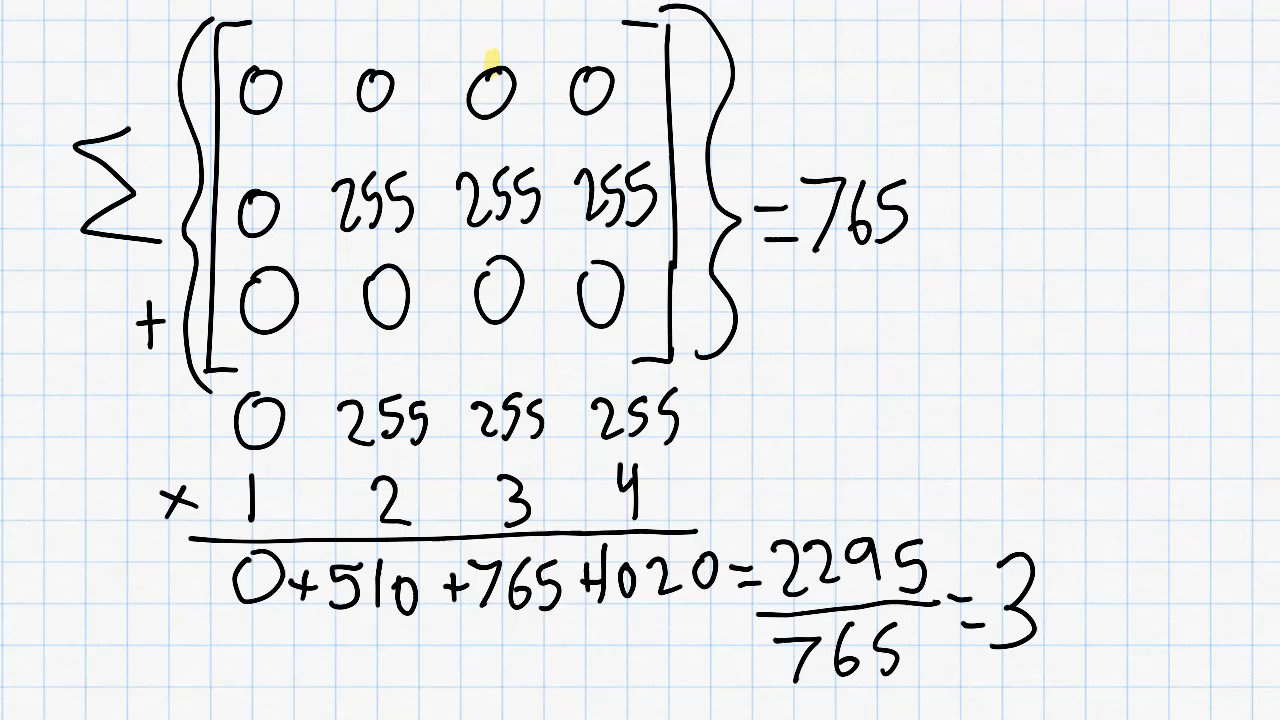 0 0 0 0
∑ { [ 0 255 255 255 ] } = 765
+ 0 0 0 0
0 255 255 255
× 1 2 3 4
0 + 510 + 765 + 1020 = 2295 / 765 = 3